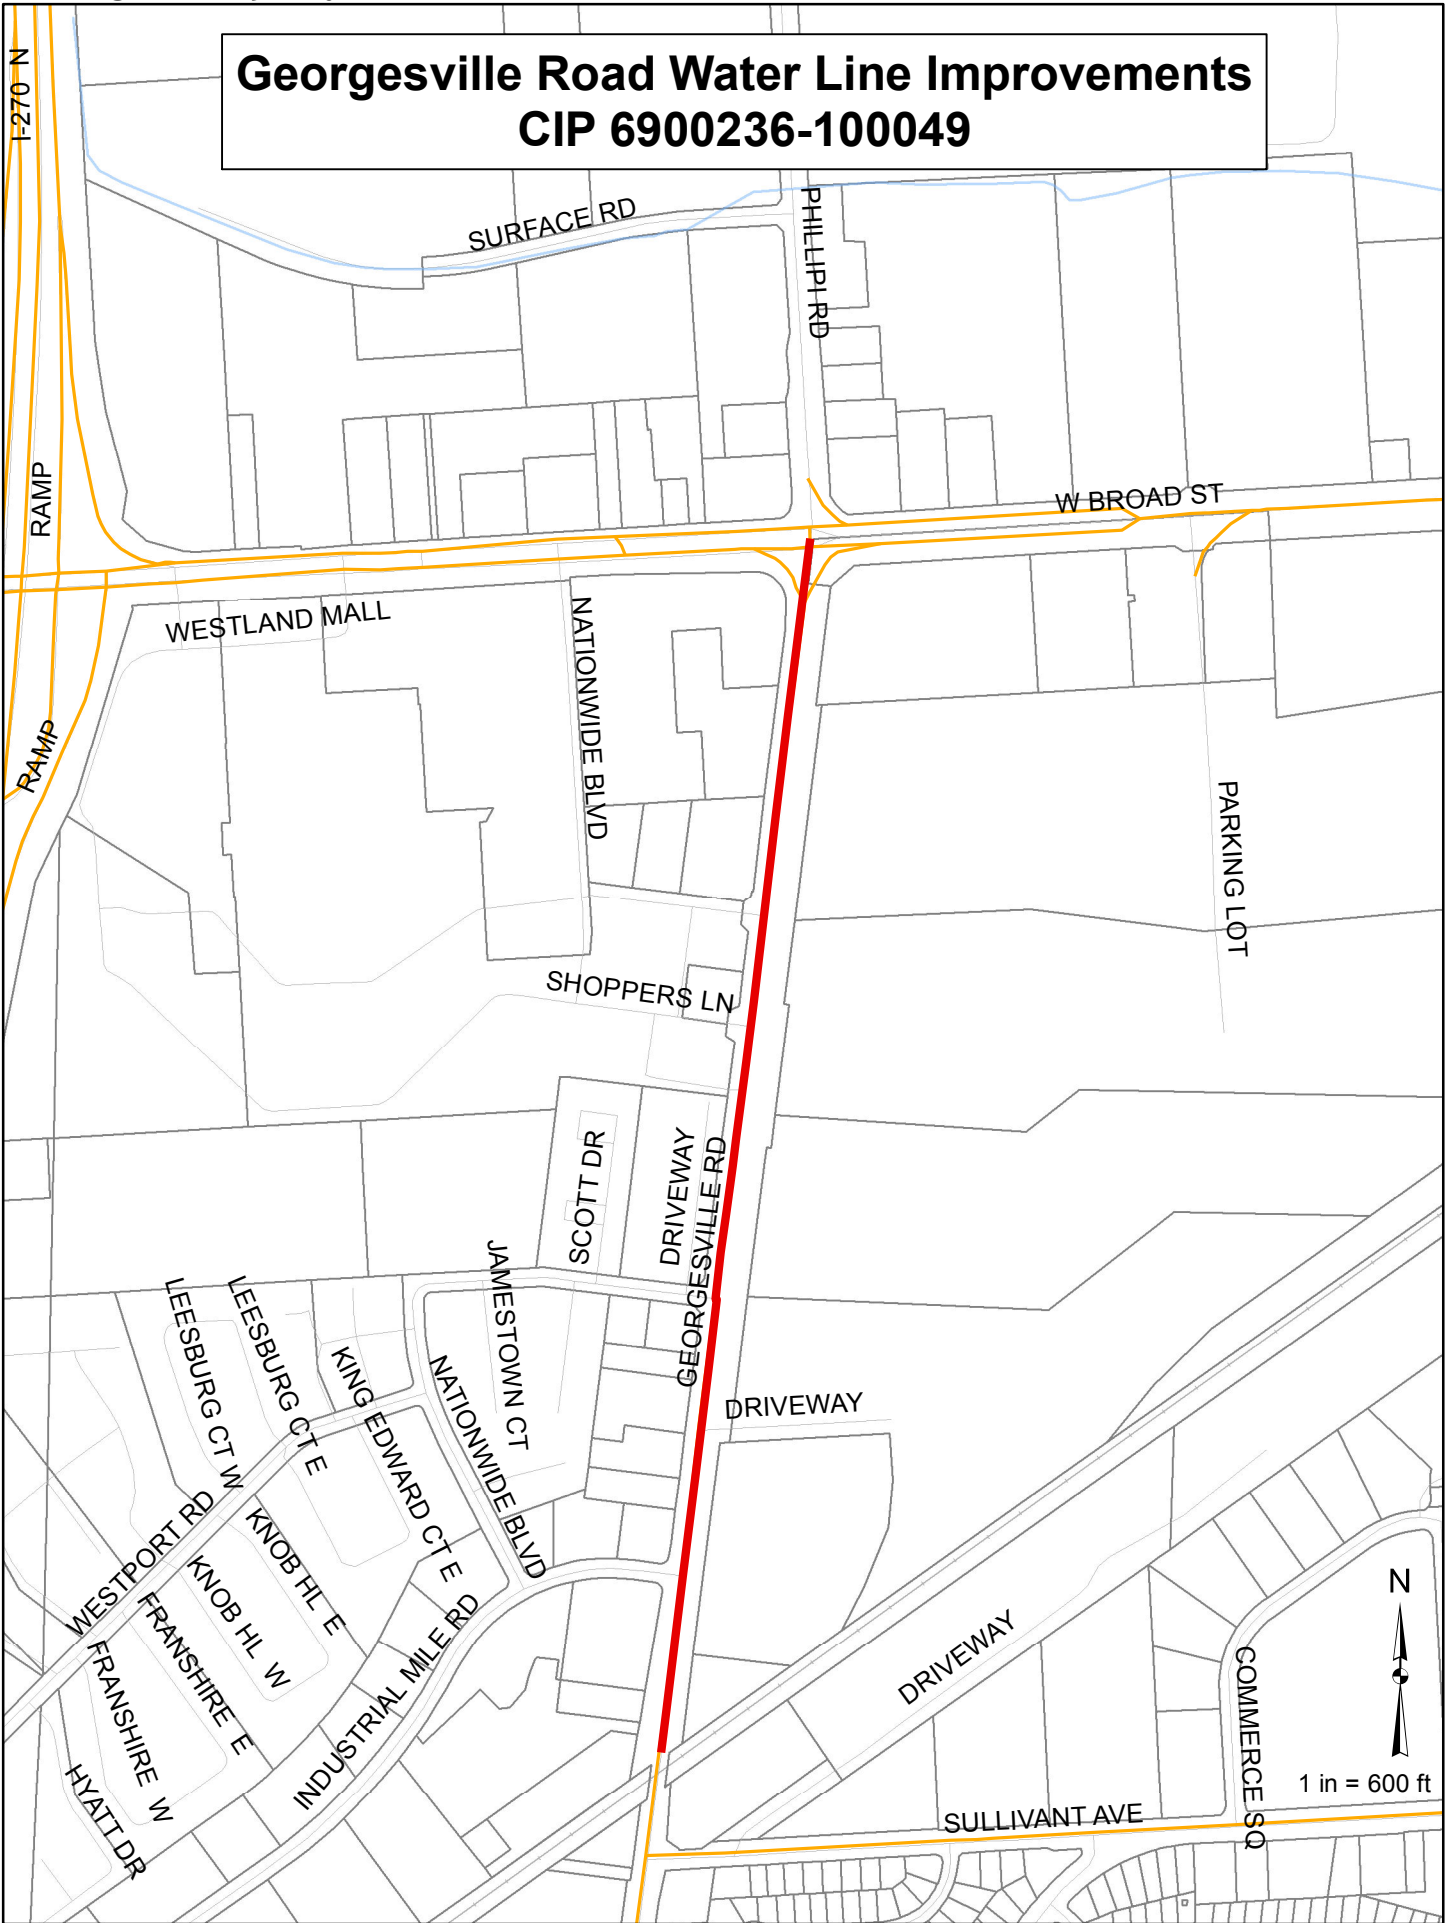 Georgesville Road Water Line Improvements
CIP 6900236-100049
I-270 N
SURFACE RD
PHILLIPI RD
RAMP
W BROAD ST
WESTLAND MALL
NATIONWIDE BLVD
RAMP
PARKING LOT
SHOPPERS LN
SCOTT DR
DRIVEWAY
GEORGESVILLE RD
JAMESTOWN CT
LEESBURG CT W
LEESBURG CT E
KING EDWARD CT E
NATIONWIDE BLVD
DRIVEWAY
WESTPORT RD
KNOB HL E
KNOB HL W
FRANSHIRE E
FRANSHIRE W
INDUSTRIAL MILE RD
HYATT DR
DRIVEWAY
COMMERCE SQ
N
1 in = 600 ft
SULLIVANT AVE